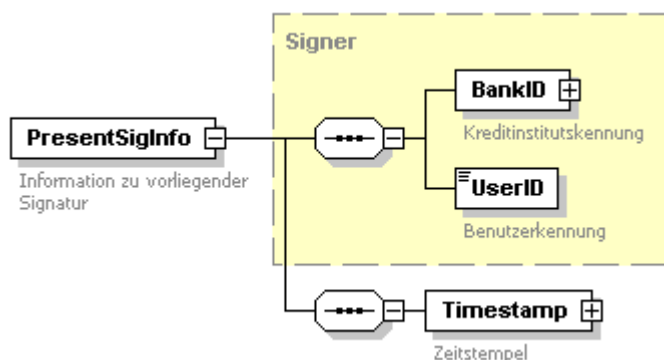 Signer
BankID
Kreditinstitutskennung
PresentSigInfo
Information zu vorliegender
Signatur
UserID
Benutzerkennung
Timestamp
Zeitstempel